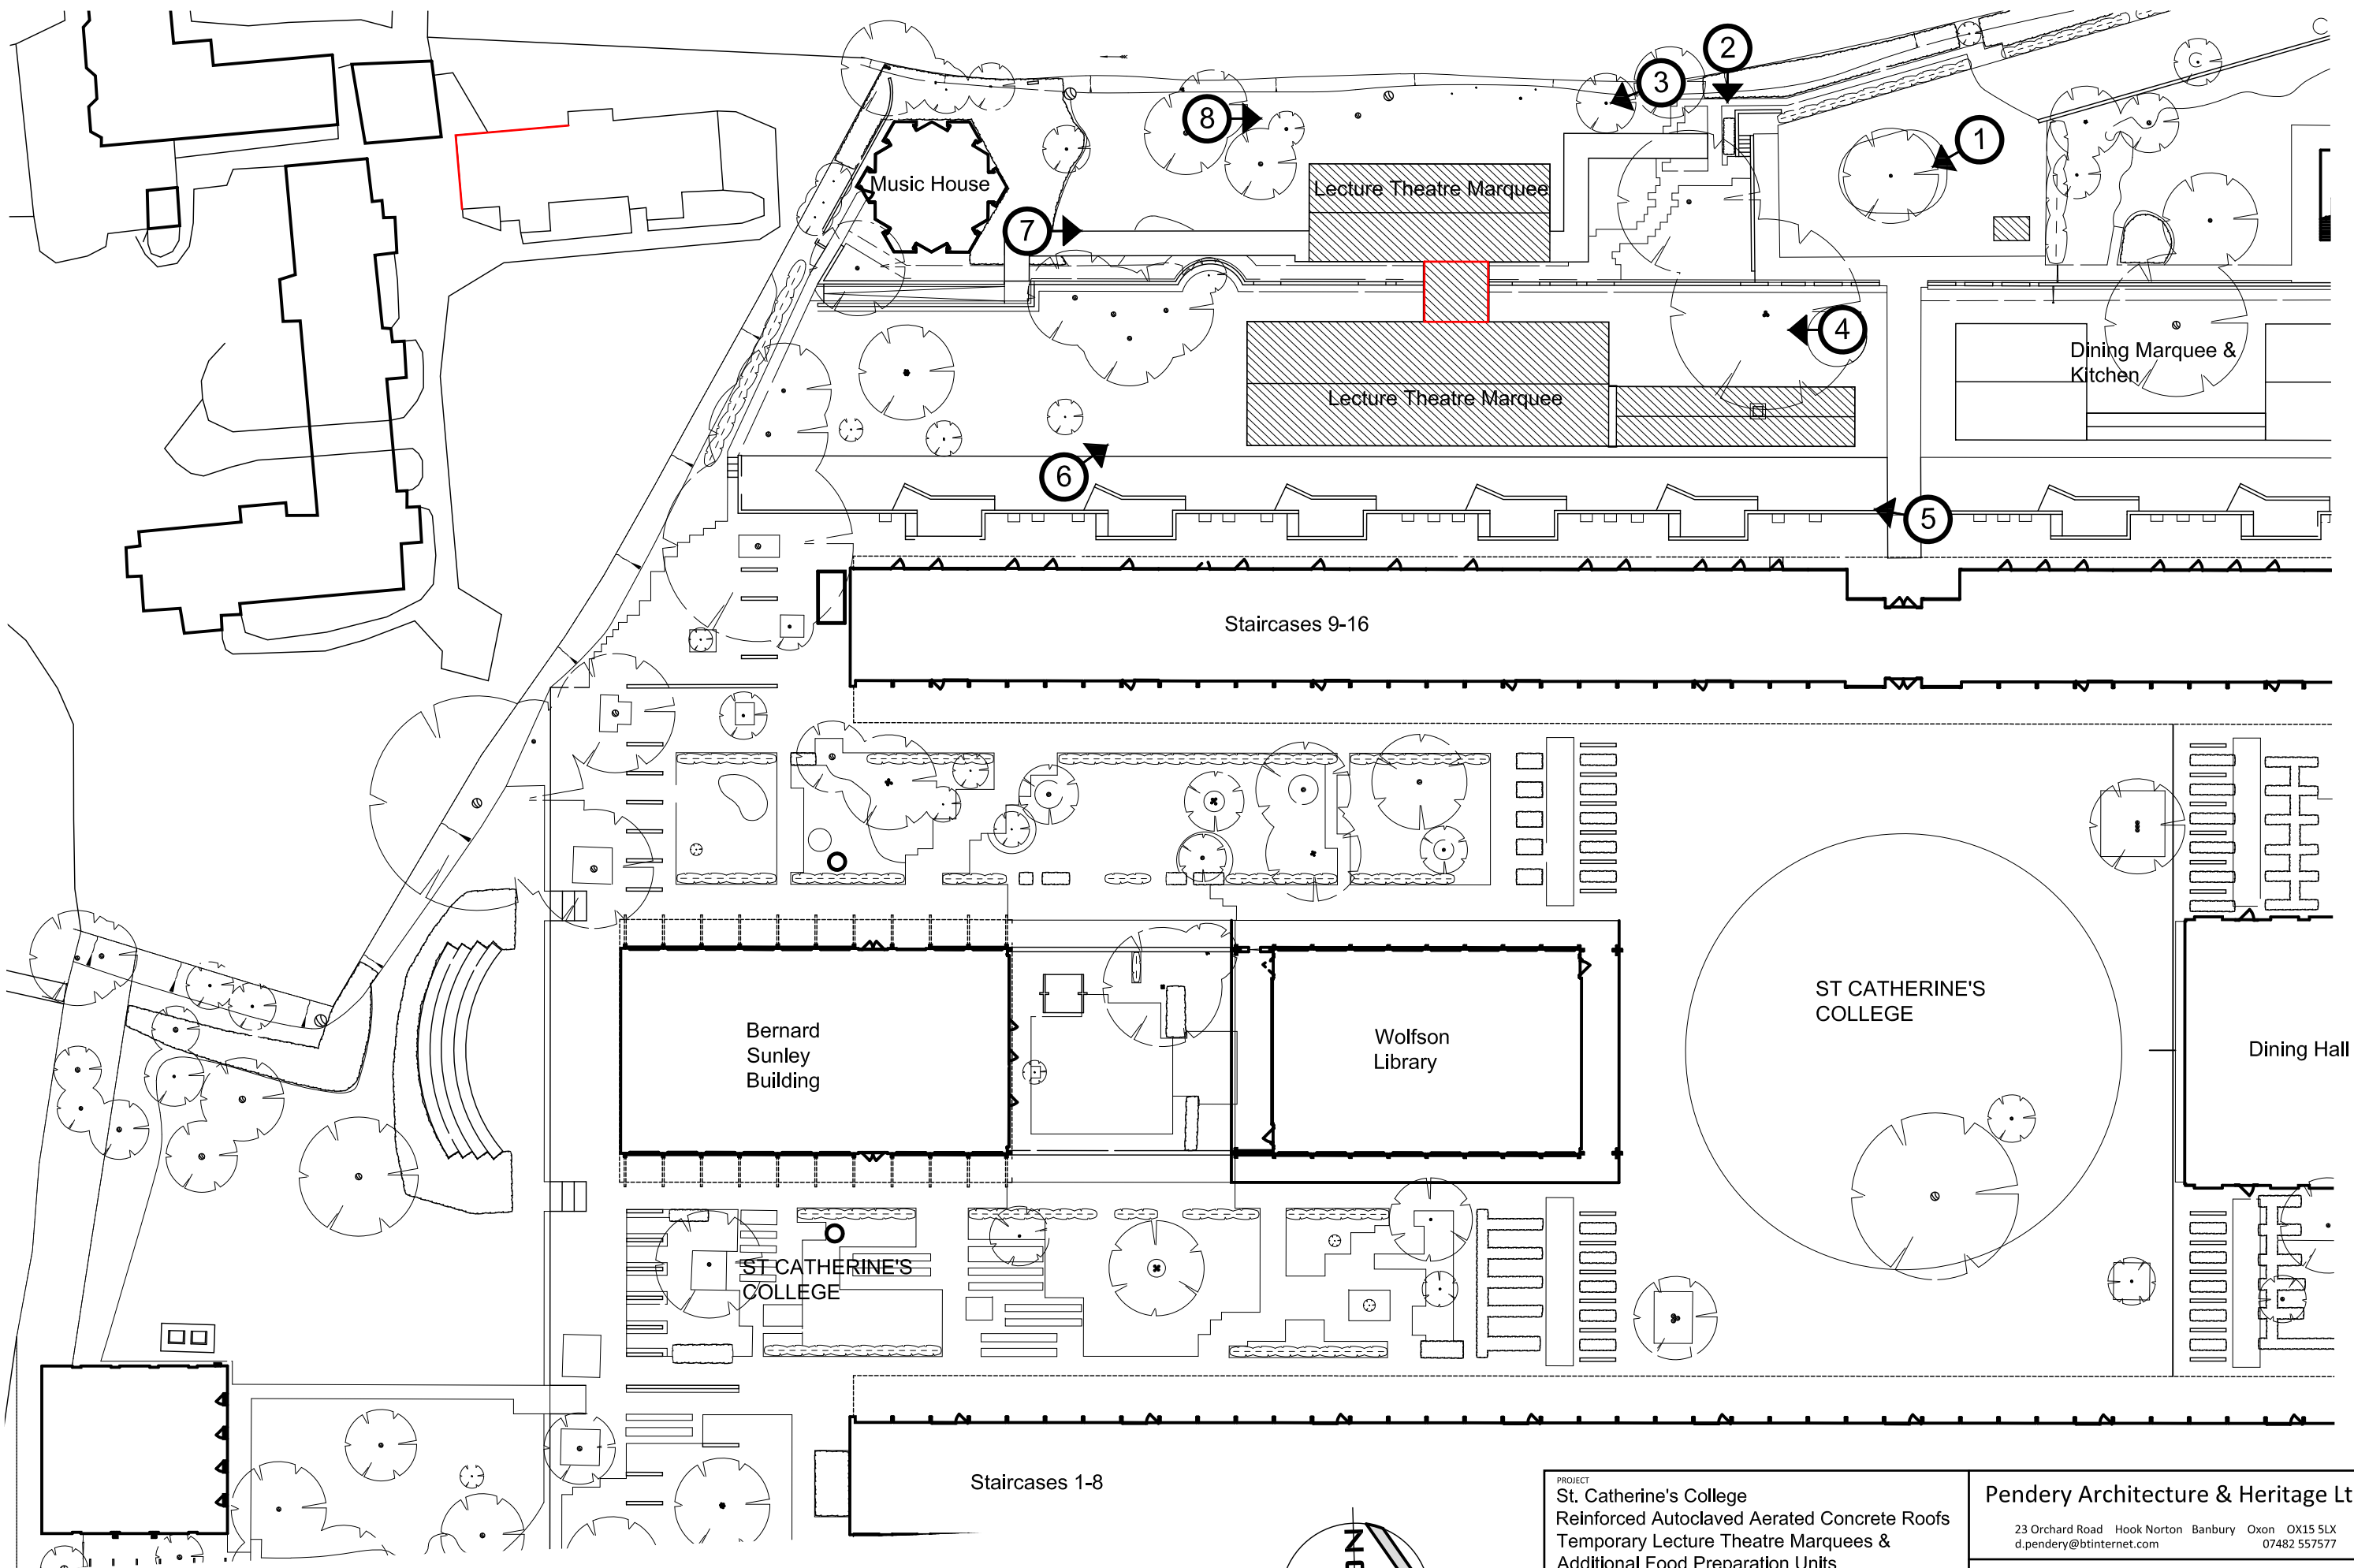 2
3
8
1
Music House
Lecture Theatre Marquee
7
4
Dining Marquee &
Kitchen
Lecture Theatre Marquee
6
5
Staircases 9-16
ST CATHERINE'S
COLLEGE
Bernard
Sunley
Building
Wolfson
Library
Dining Hall
ST CATHERINE'S
COLLEGE
Staircases 1-8
PROJECT
St. Catherine's College
Reinforced Autoclaved Aerated Concrete Roofs
Temporary Lecture Theatre Marquees &
Additional Food Preparation Units
Pendery Architecture & Heritage Lt
23 Orchard Road Hook Norton Banbury Oxon OX15 5LX
d.pendery@btinternet.com 07482 557577